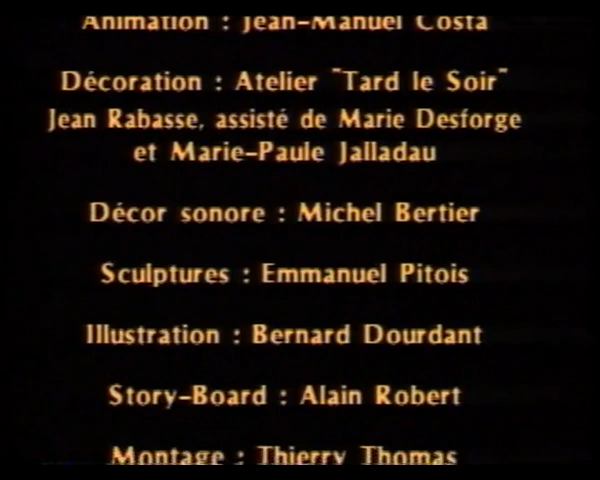 Animation : Jean-Manuel Costa
Décoration : Atelier "Tard le Soir"
Jean Rabasse, assisté de Marie Desforge
et Marie-Paule Jalladau
Décor sonore : Michel Bertier
Sculptures : Emmanuel Pitois
Illustration : Bernard Dourdant
Story-Board : Alain Robert
Montage : Thierry Thomas